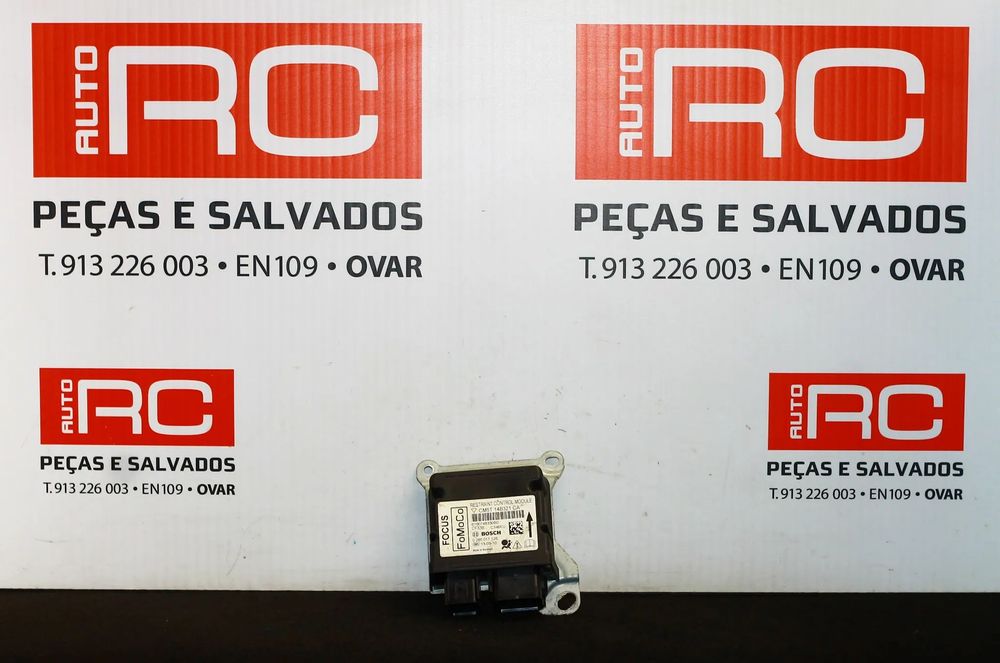 AUTO RC
PEÇAS E SALVADOS
T. 913 226 003 • EN109 • OVAR
AUTO RC
PEÇAS E SALVADOS
T. 913 226 003 • EN109 • OVAR
AUTO RC
PEÇAS E SALVADOS
T. 913 226 003 • EN109 • OVAR
AUTO RC
PEÇAS E SALVADOS
T. 913 226 003 • EN109 • OVAR
FOCUS
FoMoCo
RESTRAINT CONTROL MODULE
BOSCH